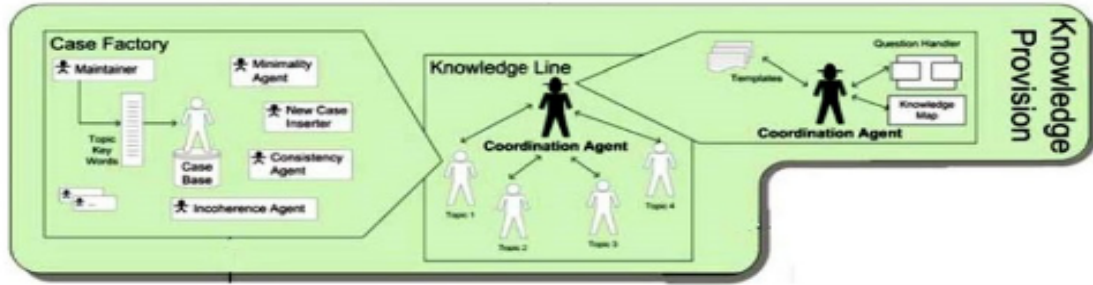 Case Factory
Maintainer
Minimality
Agent
New Case
Inserter
Topic
Key
Words
Case
Base
Consistency
Agent
...
Incoherence Agent
Knowledge Line
Coordination Agent
Topic 1
Topic 2
Topic 3
Topic 4
Templates
Question Handler
Knowledge
Map
Coordination Agent
Knowledge
Provision